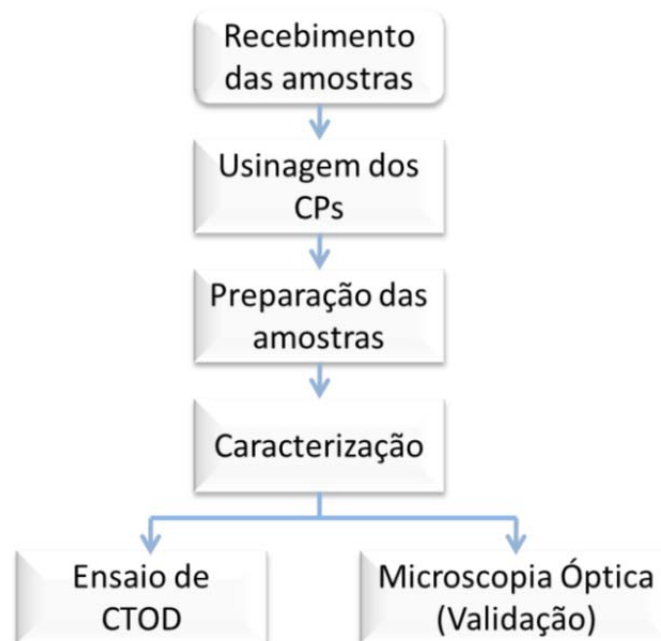 Recebimento
das amostras
Usinagem dos
CPs
Preparação das
amostras
Caracterização
Ensaio de
CTOD
Microscopia Óptica
(Validação)